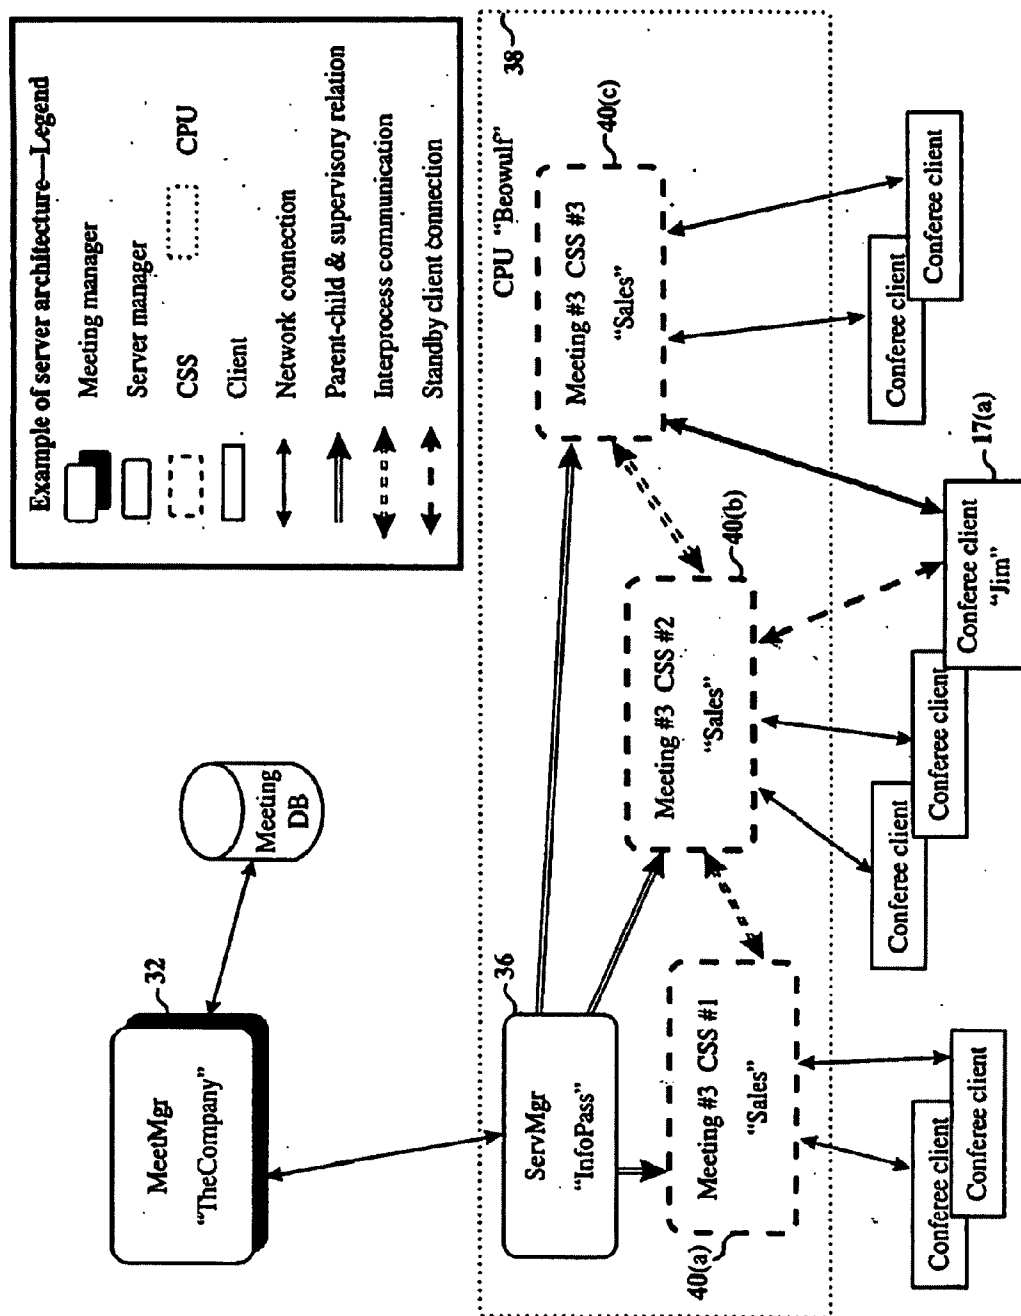 Example of server architecture—Legend
Meeting manager
Server manager
CSS
CPU
Client
Network connection
Parent-child & supervisory relation
Interprocess communication
Standby client connection
32
MeetMgr
“TheCompany”
Meeting
DB
38
CPU “Beowulf”
36
ServMgr
“InfoPass”
40(a)
Meeting #3 CSS #1
“Sales”
40(b)
Meeting #3 CSS #2
“Sales”
40(c)
Meeting #3 CSS #3
“Sales”
Conferee client
Conferee client
Conferee client
Conferee client
17(a)
Conferee client
“Jim”
Conferee client
Conferee client